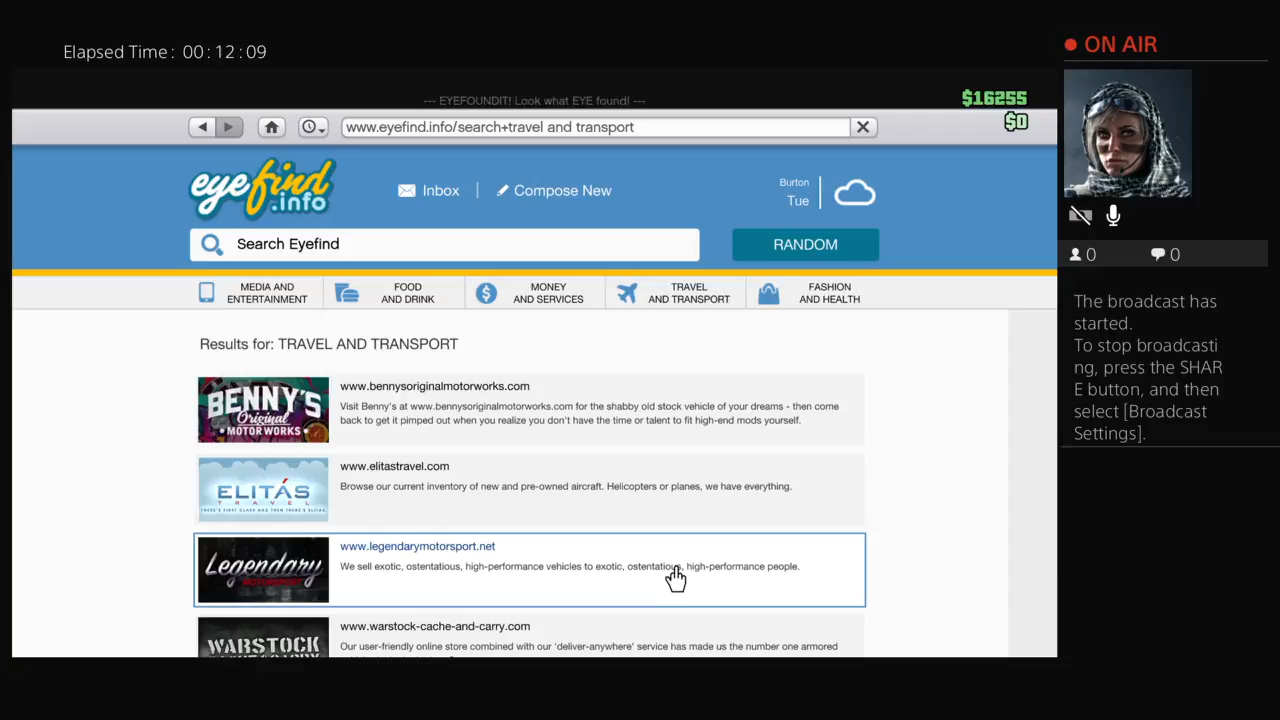 Elapsed Time: 00:12:09
ON AIR
--- EYEFOUNDIT! Look what EYE found! ---
$16255
$0
www.eyefind.info/search+travel and transport
eyefind
.info
Inbox
Compose New
Burton
Tue
Search Eyefind
RANDOM
0
0
MEDIA AND
ENTERTAINMENT
FOOD
AND DRINK
MONEY
AND SERVICES
TRAVEL
AND TRANSPORT
FASHION
AND HEALTH
The broadcast has
started.
To stop broadcasti
ng, press the SHAR
E button, and then
select [Broadcast
Settings].
Results for: TRAVEL AND TRANSPORT
BENNY'S
Original
MOTOR WORKS
www.bennysoriginalmotorworks.com
Visit Benny's at www.bennysoriginalmotorworks.com for the shabby old stock vehicle of your dreams - then come
back to get it pimped out when you realize you don't have the time or talent to fit high-end mods yourself.
ELITÁS
TRAVEL
THERE'S FIRST CLASS AND THEN THERE'S ELITÁS.
www.elitastravel.com
Browse our current inventory of new and pre-owned aircraft. Helicopters or planes, we have everything.
Legendary
MOTORSPORT
www.legendarymotorsport.net
We sell exotic, ostentatious, high-performance vehicles to exotic, ostentatious, high-performance people.
WARSTOCK
www.warstock-cache-and-carry.com
Our user-friendly online store combined with our 'deliver-anywhere' service has made us the number one armored